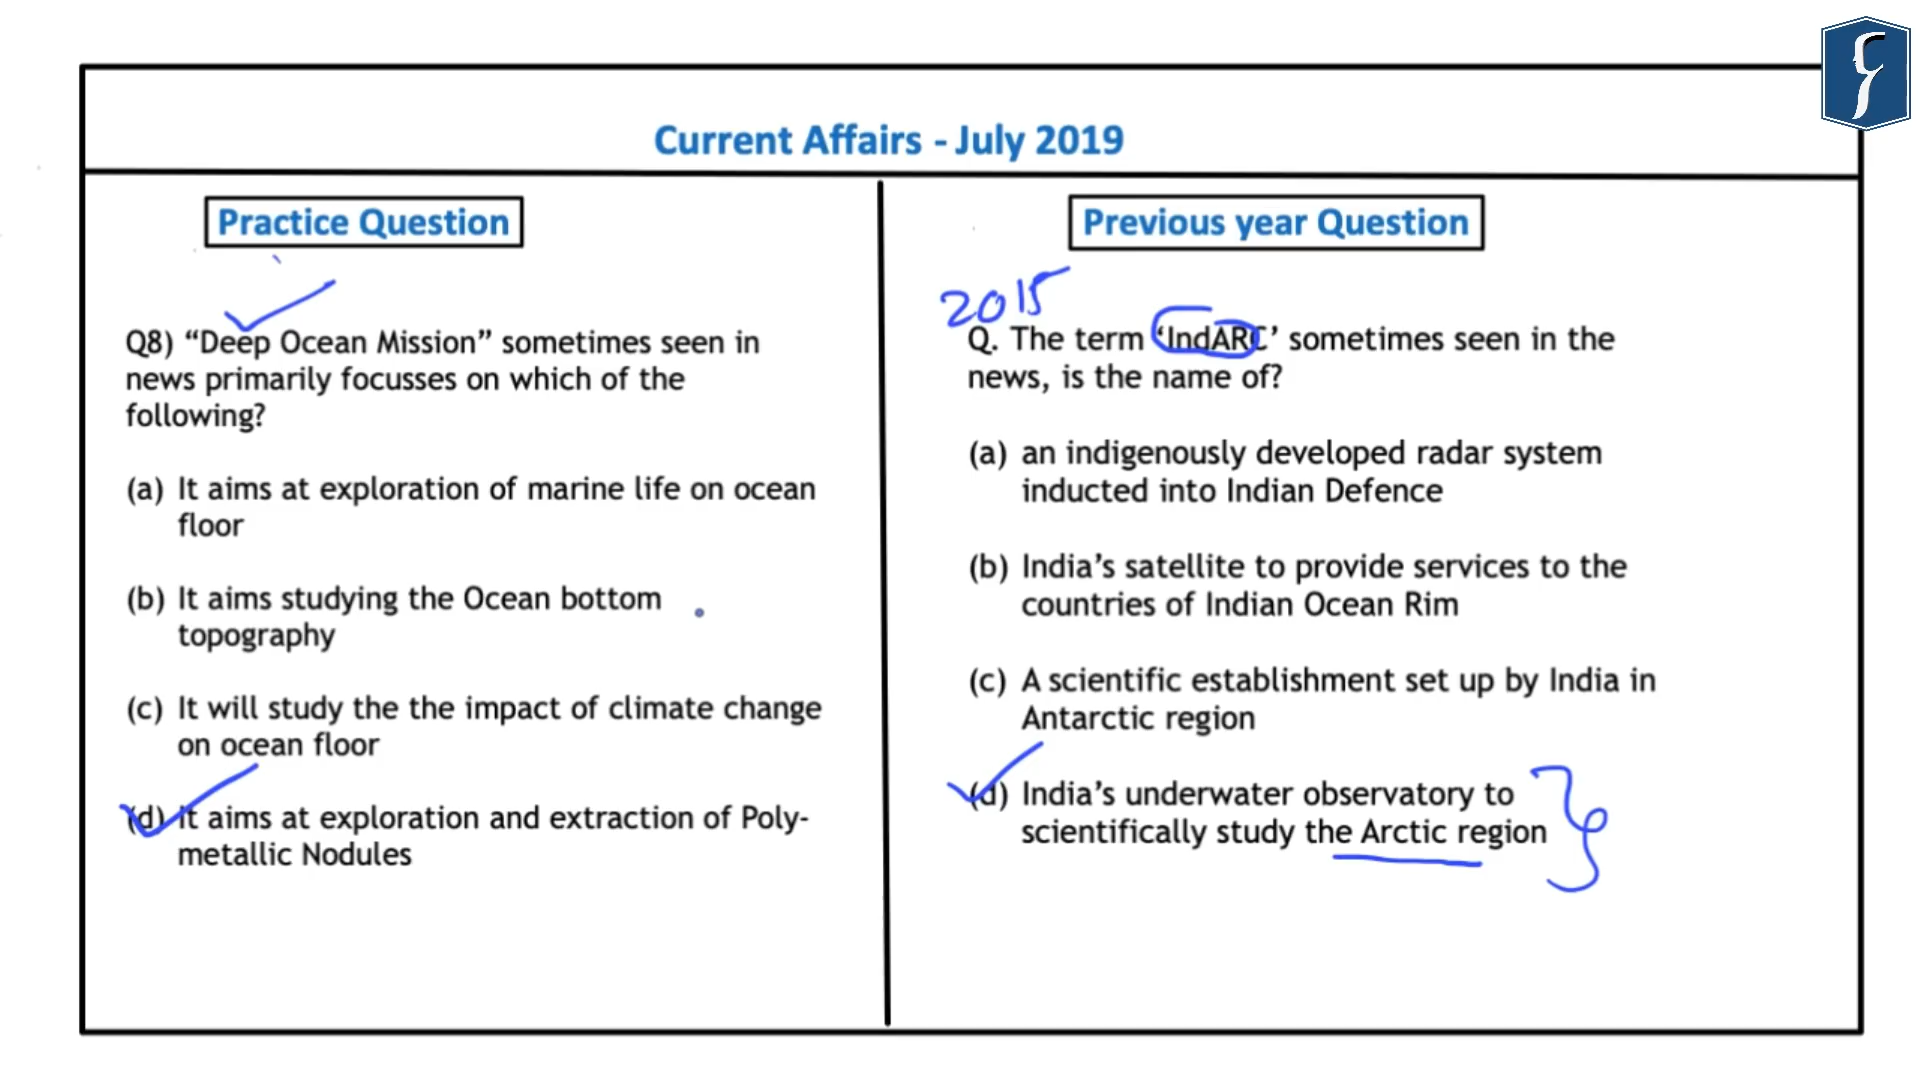 Current Affairs - July 2019
Practice Question
Q8) “Deep Ocean Mission” sometimes seen in
news primarily focusses on which of the
following?
(a) It aims at exploration of marine life on ocean
floor
(b) It aims studying the Ocean bottom
topography
(c) It will study the the impact of climate change
on ocean floor
(d) It aims at exploration and extraction of Poly-
metallic Nodules
Previous year Question
2015
Q. The term ‘IndARC’ sometimes seen in the
news, is the name of?
(a) an indigenously developed radar system
inducted into Indian Defence
(b) India’s satellite to provide services to the
countries of Indian Ocean Rim
(c) A scientific establishment set up by India in
Antarctic region
(d) India’s underwater observatory to
scientifically study the Arctic region